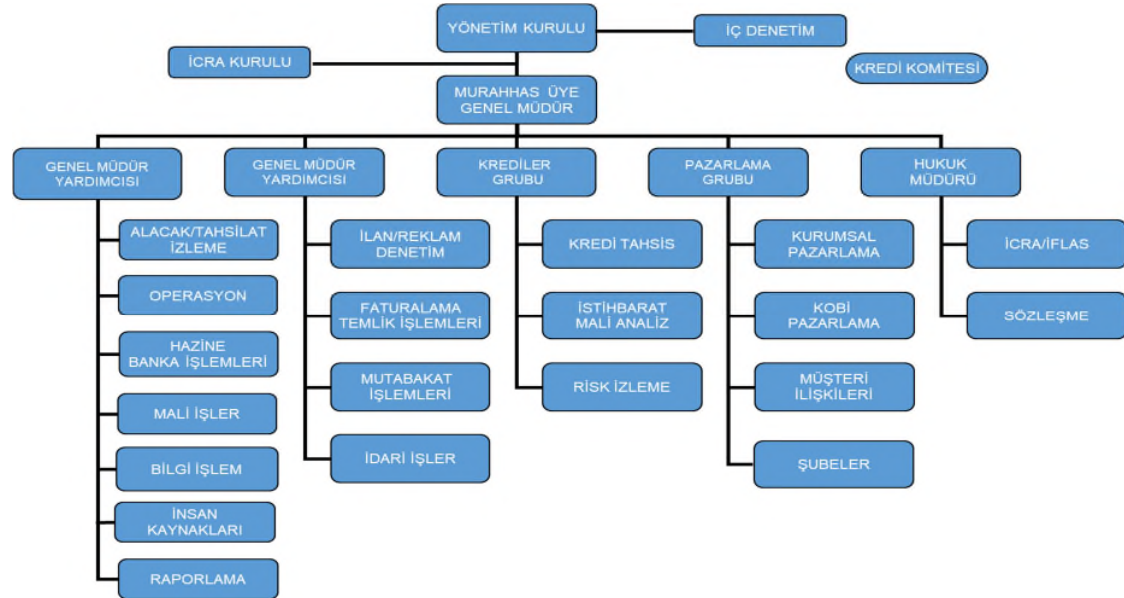 YÖNETİM KURULU
İÇ DENETİM
İCRA KURULU
KREDİ KOMİTESİ
MURAHHAS ÜYE
GENEL MÜDÜR
GENEL MÜDÜR
YARDIMCISI
GENEL MÜDÜR
YARDIMCISI
KREDİLER
GRUBU
PAZARLAMA
GRUBU
HUKUK
MÜDÜRÜ
ALACAK/TAHSİLAT
İZLEME
OPERASYON
HAZİNE
BANKA İŞLEMLERİ
MALİ İŞLER
BİLGİ İŞLEM
İNSAN
KAYNAKLARI
RAPORLAMA
İLAN/REKLAM
DENETİM
FATURALAMA
TEMLİK İŞLEMLERİ
MUTABAKAT
İŞLEMLERİ
İDARİ İŞLER
KREDİ TAHSİS
İSTİHBARAT
MALİ ANALİZ
RİSK İZLEME
KURUMSAL
PAZARLAMA
KOBİ
PAZARLAMA
MÜŞTERİ
İLİŞKİLERİ
ŞUBELER
İCRA/İFLAS
SÖZLEŞME